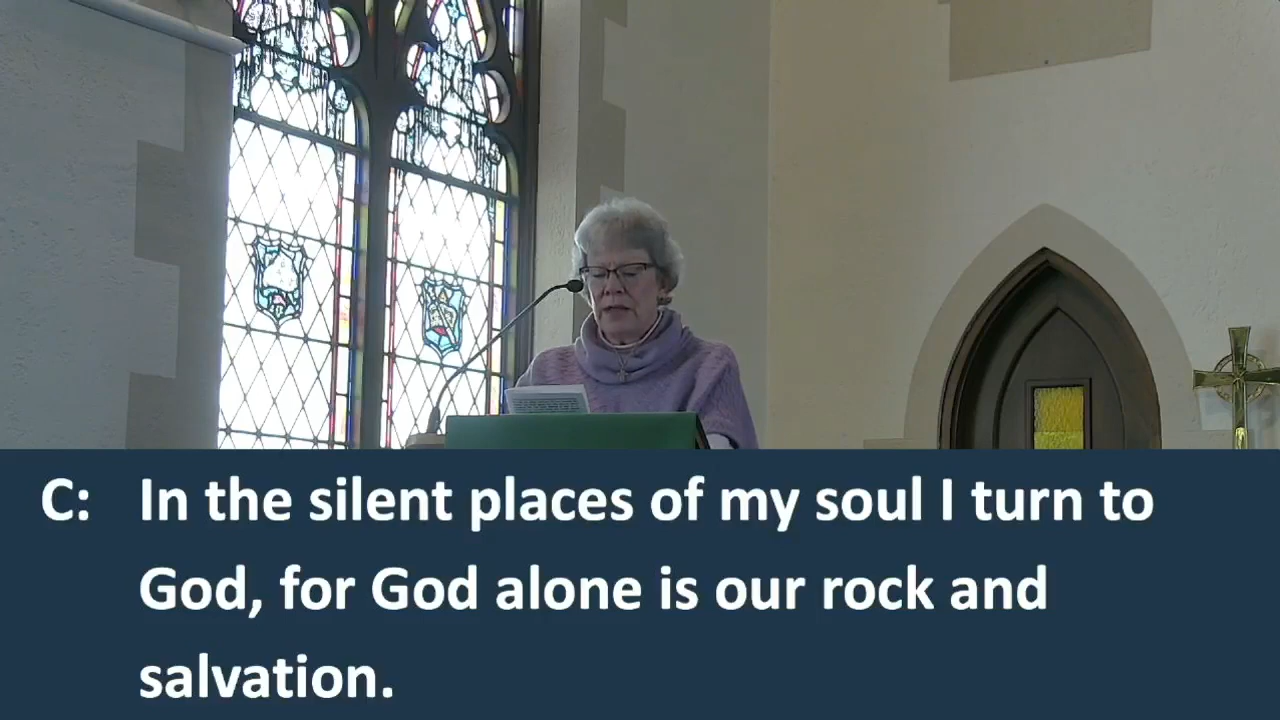 C: In the silent places of my soul I turn to
God, for God alone is our rock and
salvation.